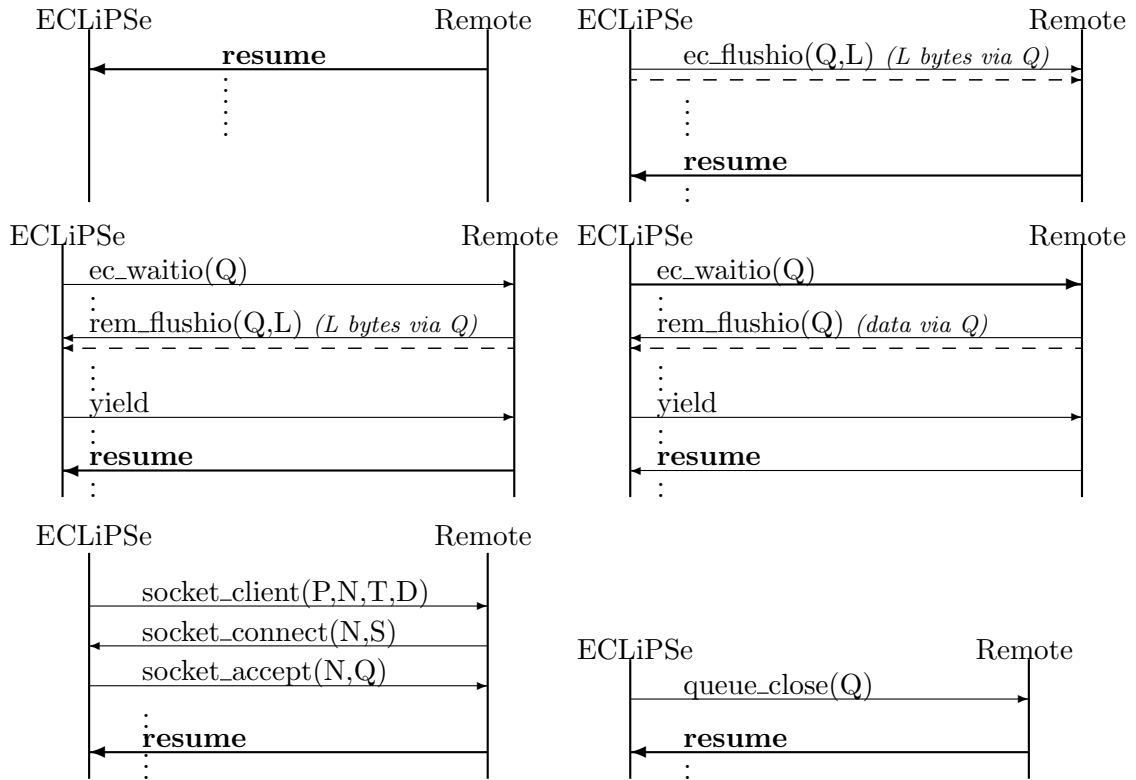 ECLiPSe Remote
resume
ECLiPSe Remote
ec_flushio(Q,L) (L bytes via Q)
resume
ECLiPSe Remote
ec_waitio(Q)
rem_flushio(Q,L) (L bytes via Q)
yield
resume
ECLiPSe Remote
ec_waitio(Q)
rem_flushio(Q) (data via Q)
yield
resume
ECLiPSe Remote
socket_client(P,N,T,D)
socket_connect(N,S)
socket_accept(N,Q)
resume
ECLiPSe Remote
queue_close(Q)
resume